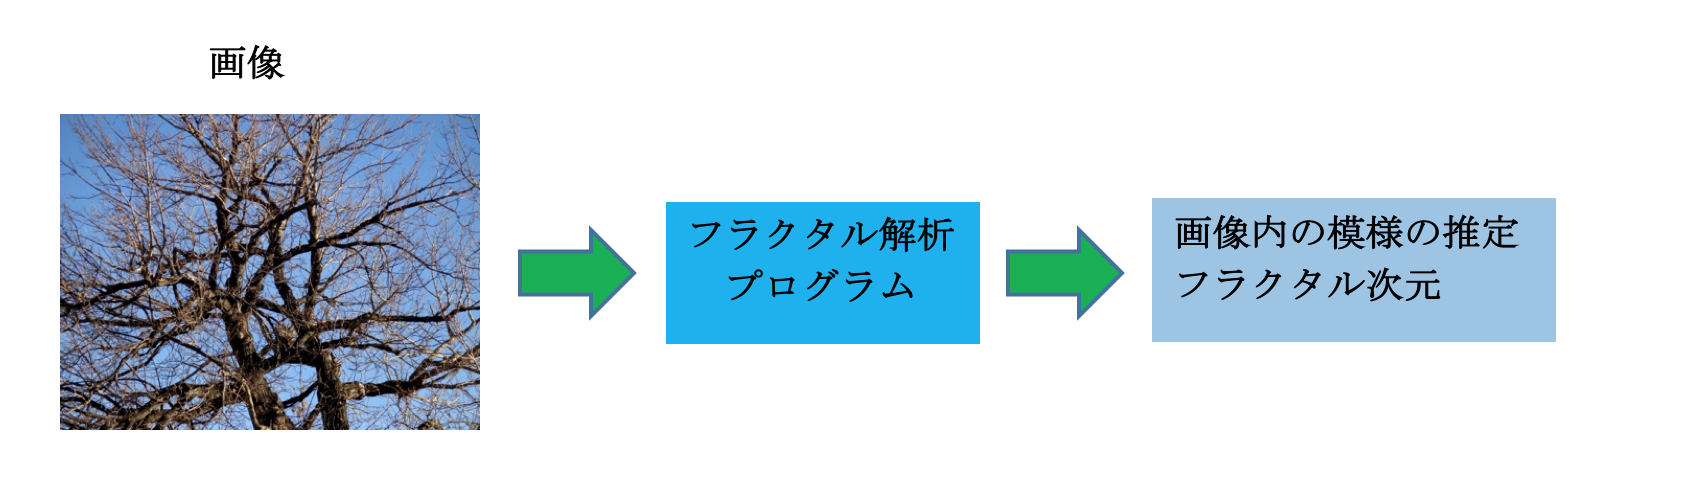 画像
フラクタル解析
プログラム
画像内の模様の推定
フラクタル次元